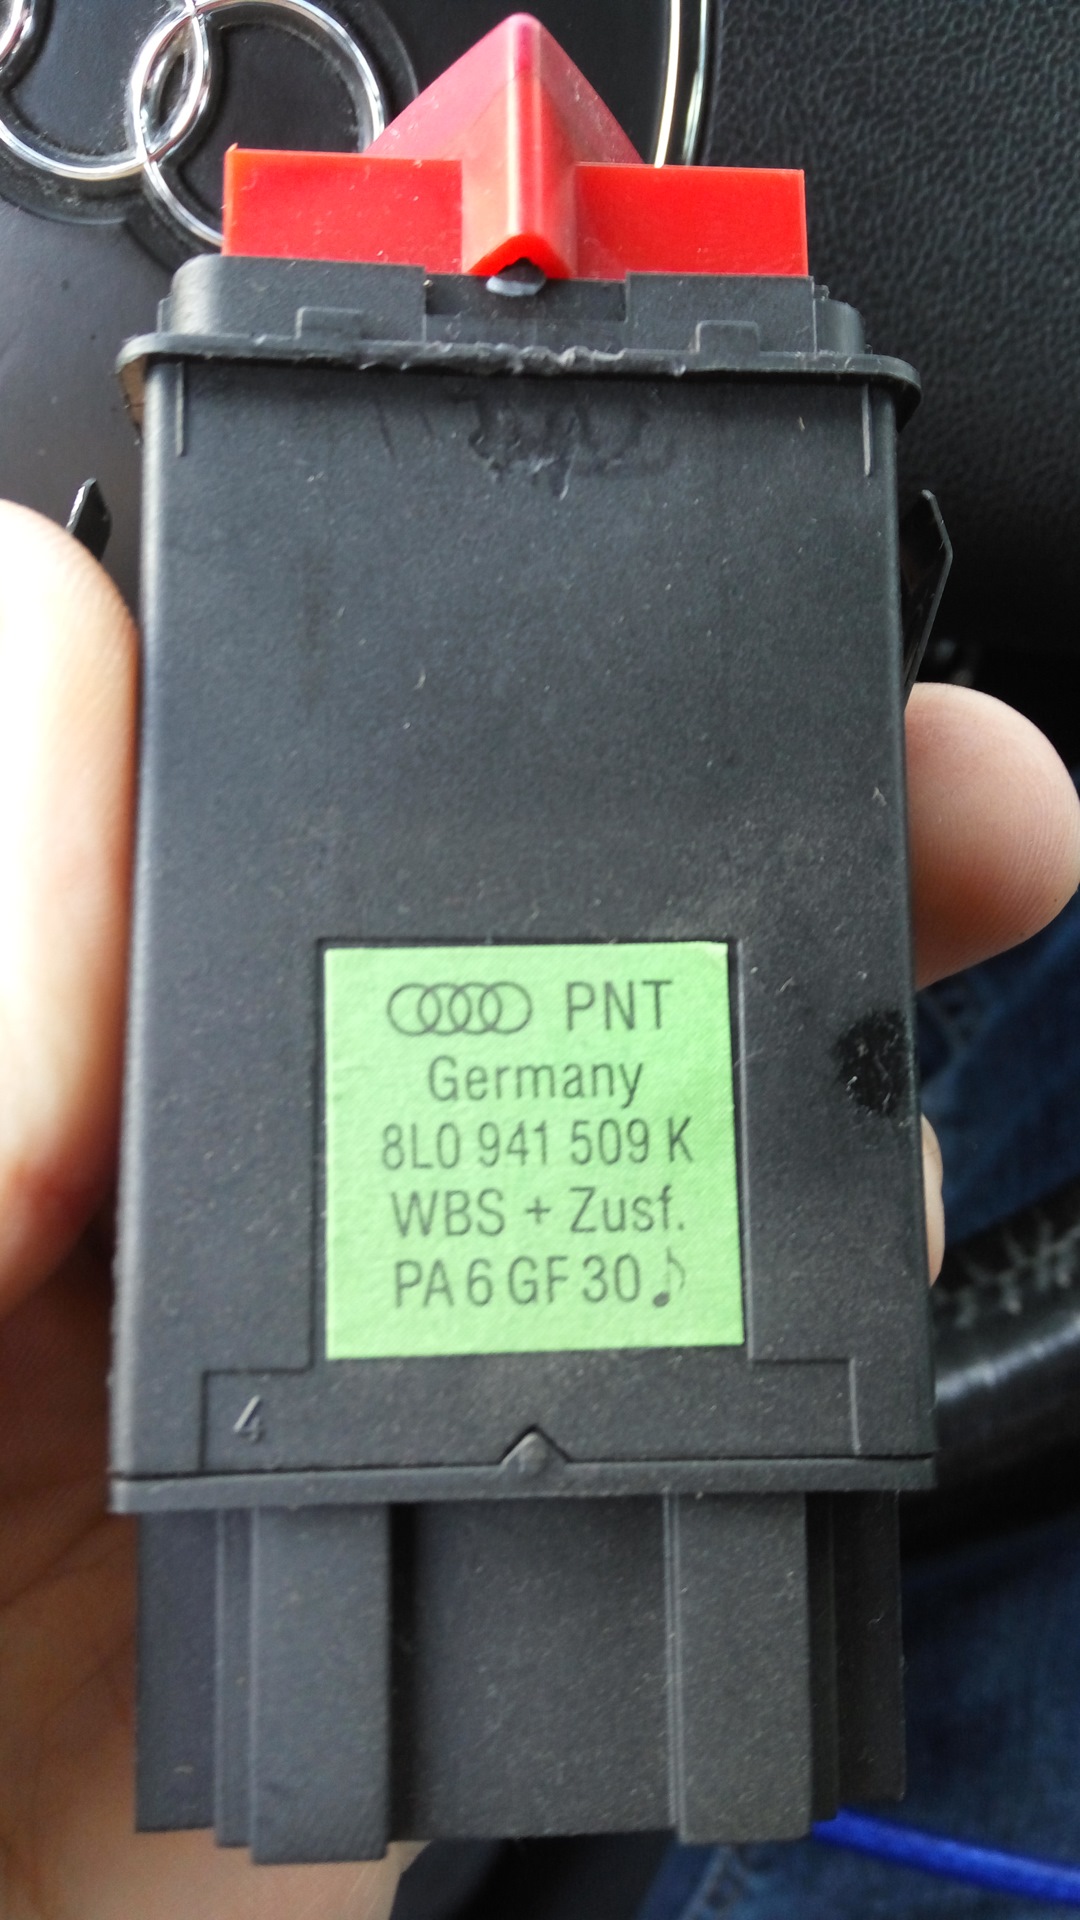 PNT
Germany
8L0 941 509 K
WBS + Zusf.
PA 6 GF 30
4